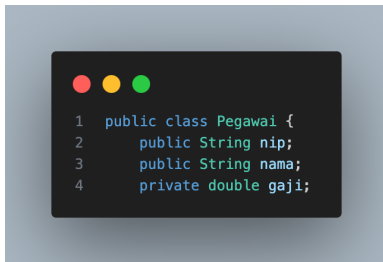 1 public class Pegawai {
2     public String nip;
3     public String nama;
4     private double gaji;